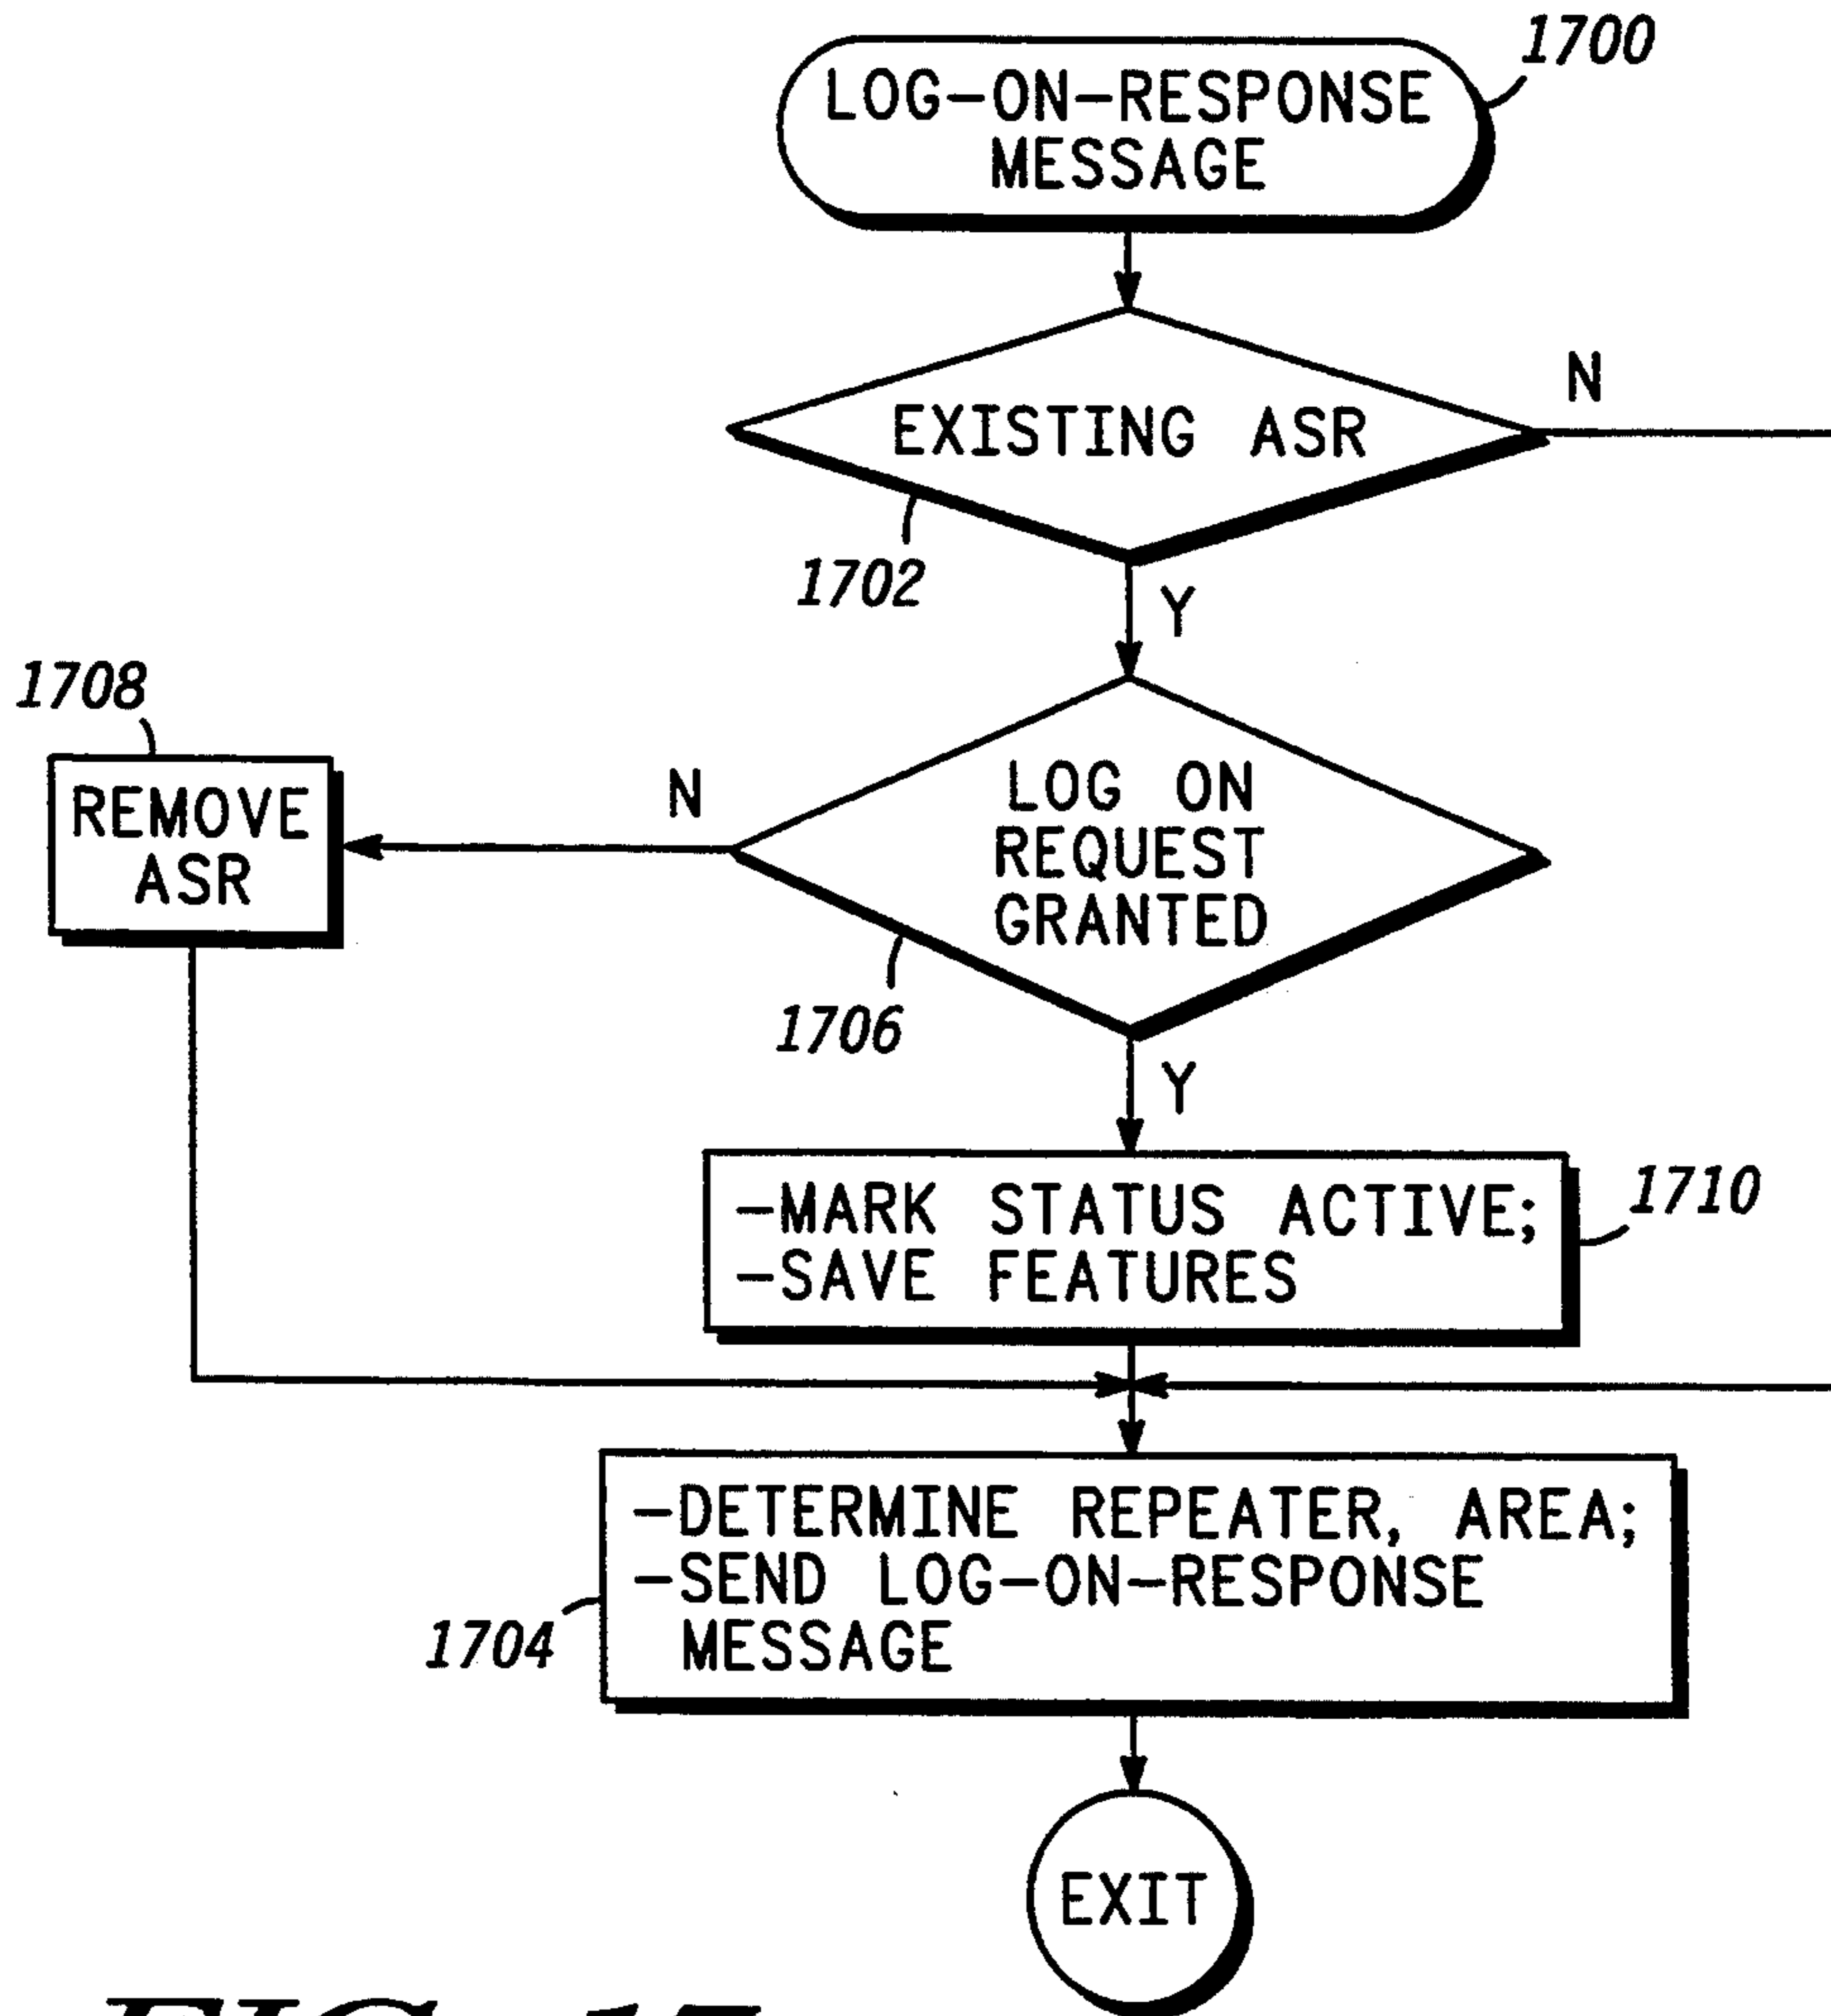 1700
LOG-ON-RESPONSE
MESSAGE
EXISTING ASR
N
1702
Y
1708
REMOVE
ASR
N
LOG ON
REQUEST
GRANTED
1706
Y
-MARK STATUS ACTIVE;
-SAVE FEATURES
1710
-DETERMINE REPEATER, AREA;
-SEND LOG-ON-RESPONSE
MESSAGE
1704
EXIT